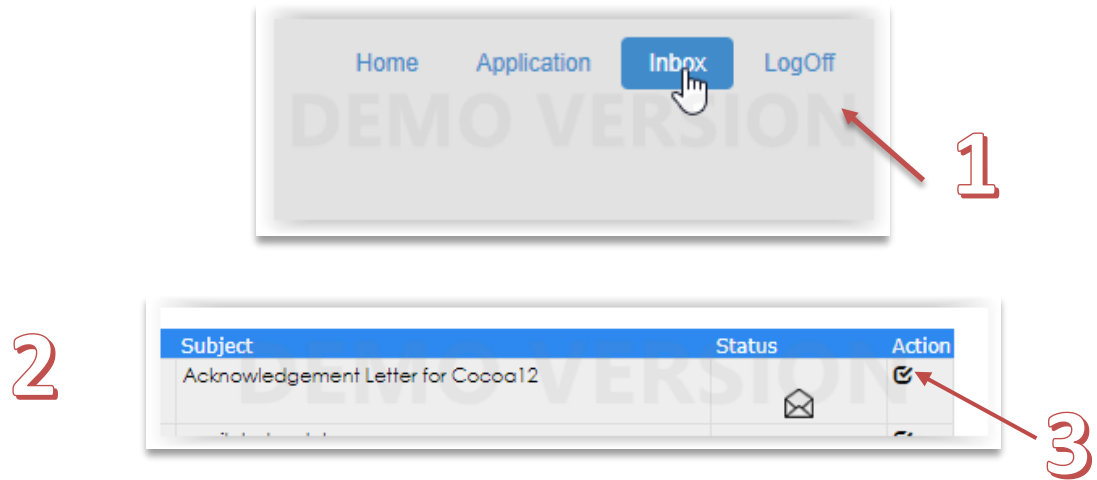 Home Application Inbox LogOff
DEMO VERSION
1
2
Subject Status Action
Acknowledgement Letter for Cocoa12
DEMO VERSION
3